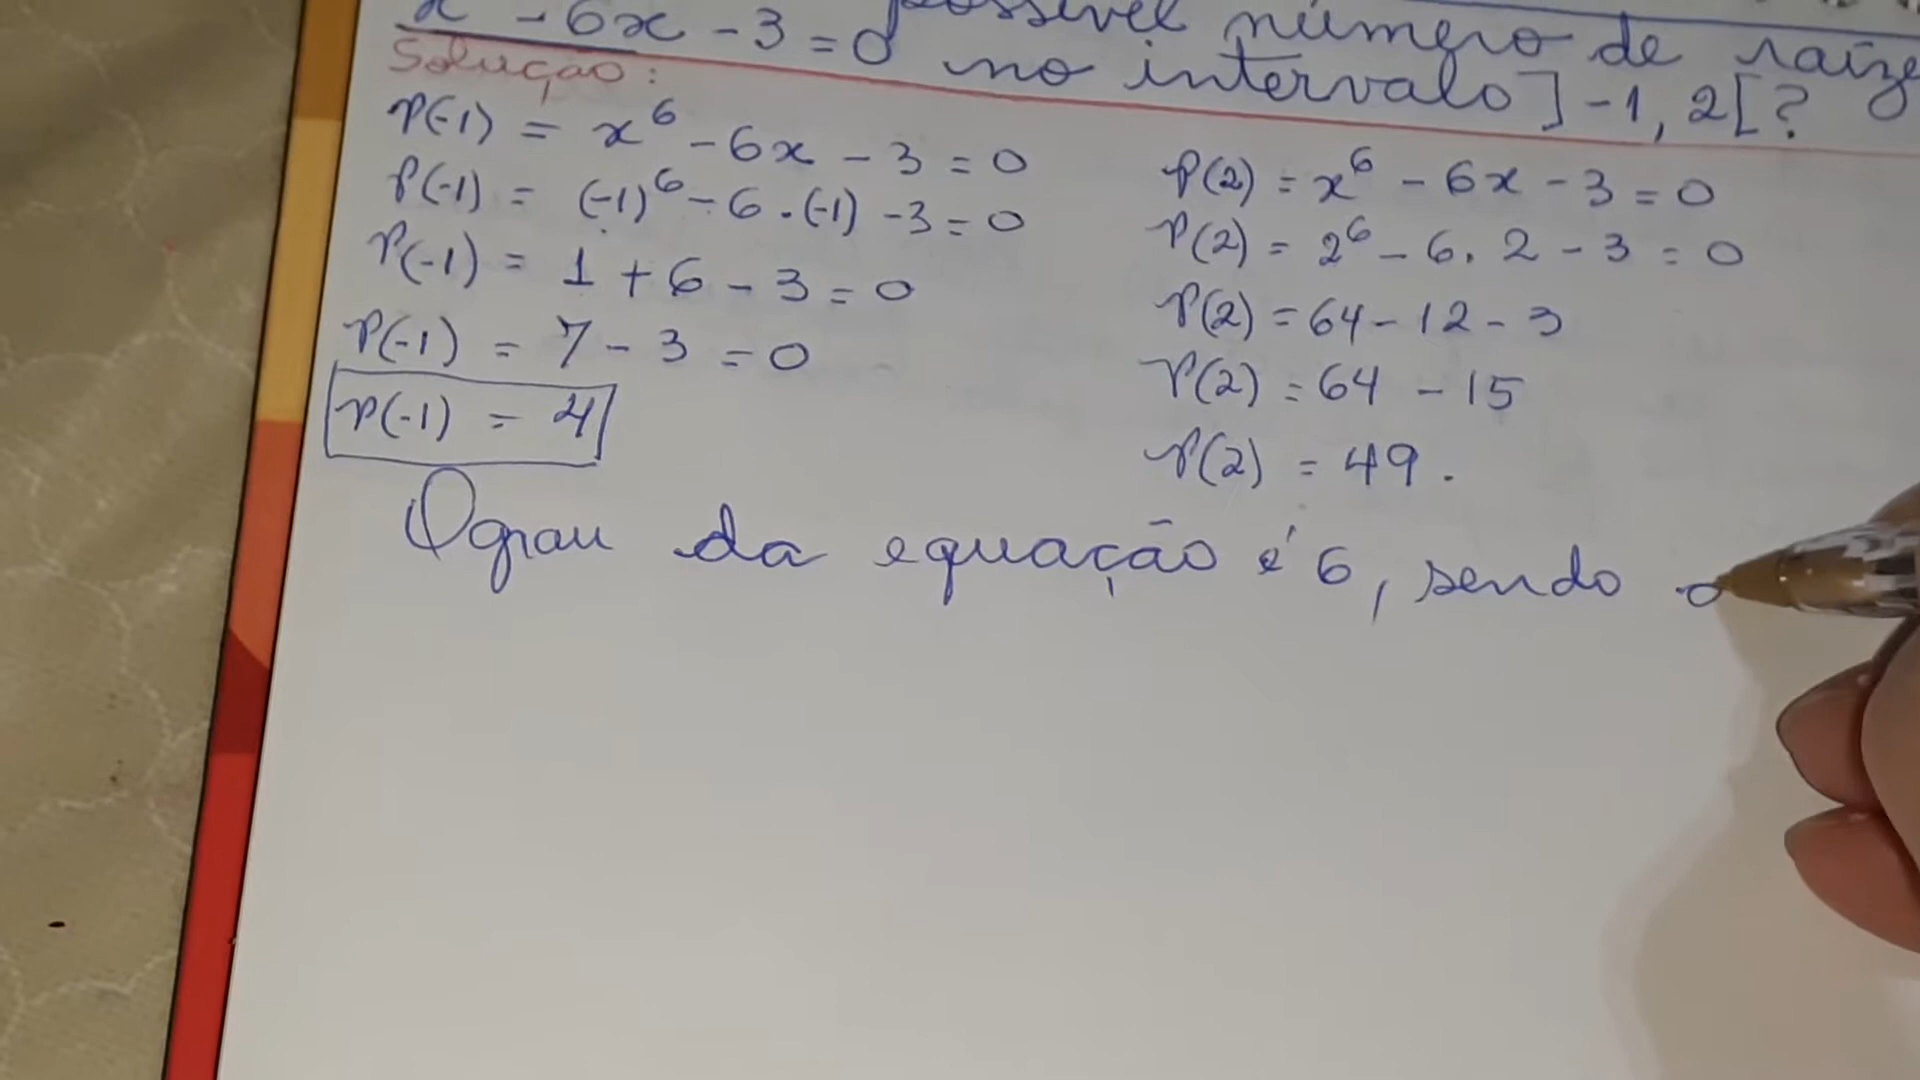 - 6x - 3 = 0 possível número de raíze
no intervalo ] -1, 2[ ?
Solução:
P(-1) = x⁶ - 6x - 3 = 0
P(-1) = (-1)⁶ - 6 . (-1) - 3 = 0
P(-1) = 1 + 6 - 3 = 0
P(-1) = 7 - 3 = 0
P(-1) = 4
P(2) = x⁶ - 6x - 3 = 0
P(2) = 2⁶ - 6. 2 - 3 = 0
P(2) = 64 - 12 - 3
P(2) = 64 - 15
P(2) = 49.
O grau da equação é 6, sendo o